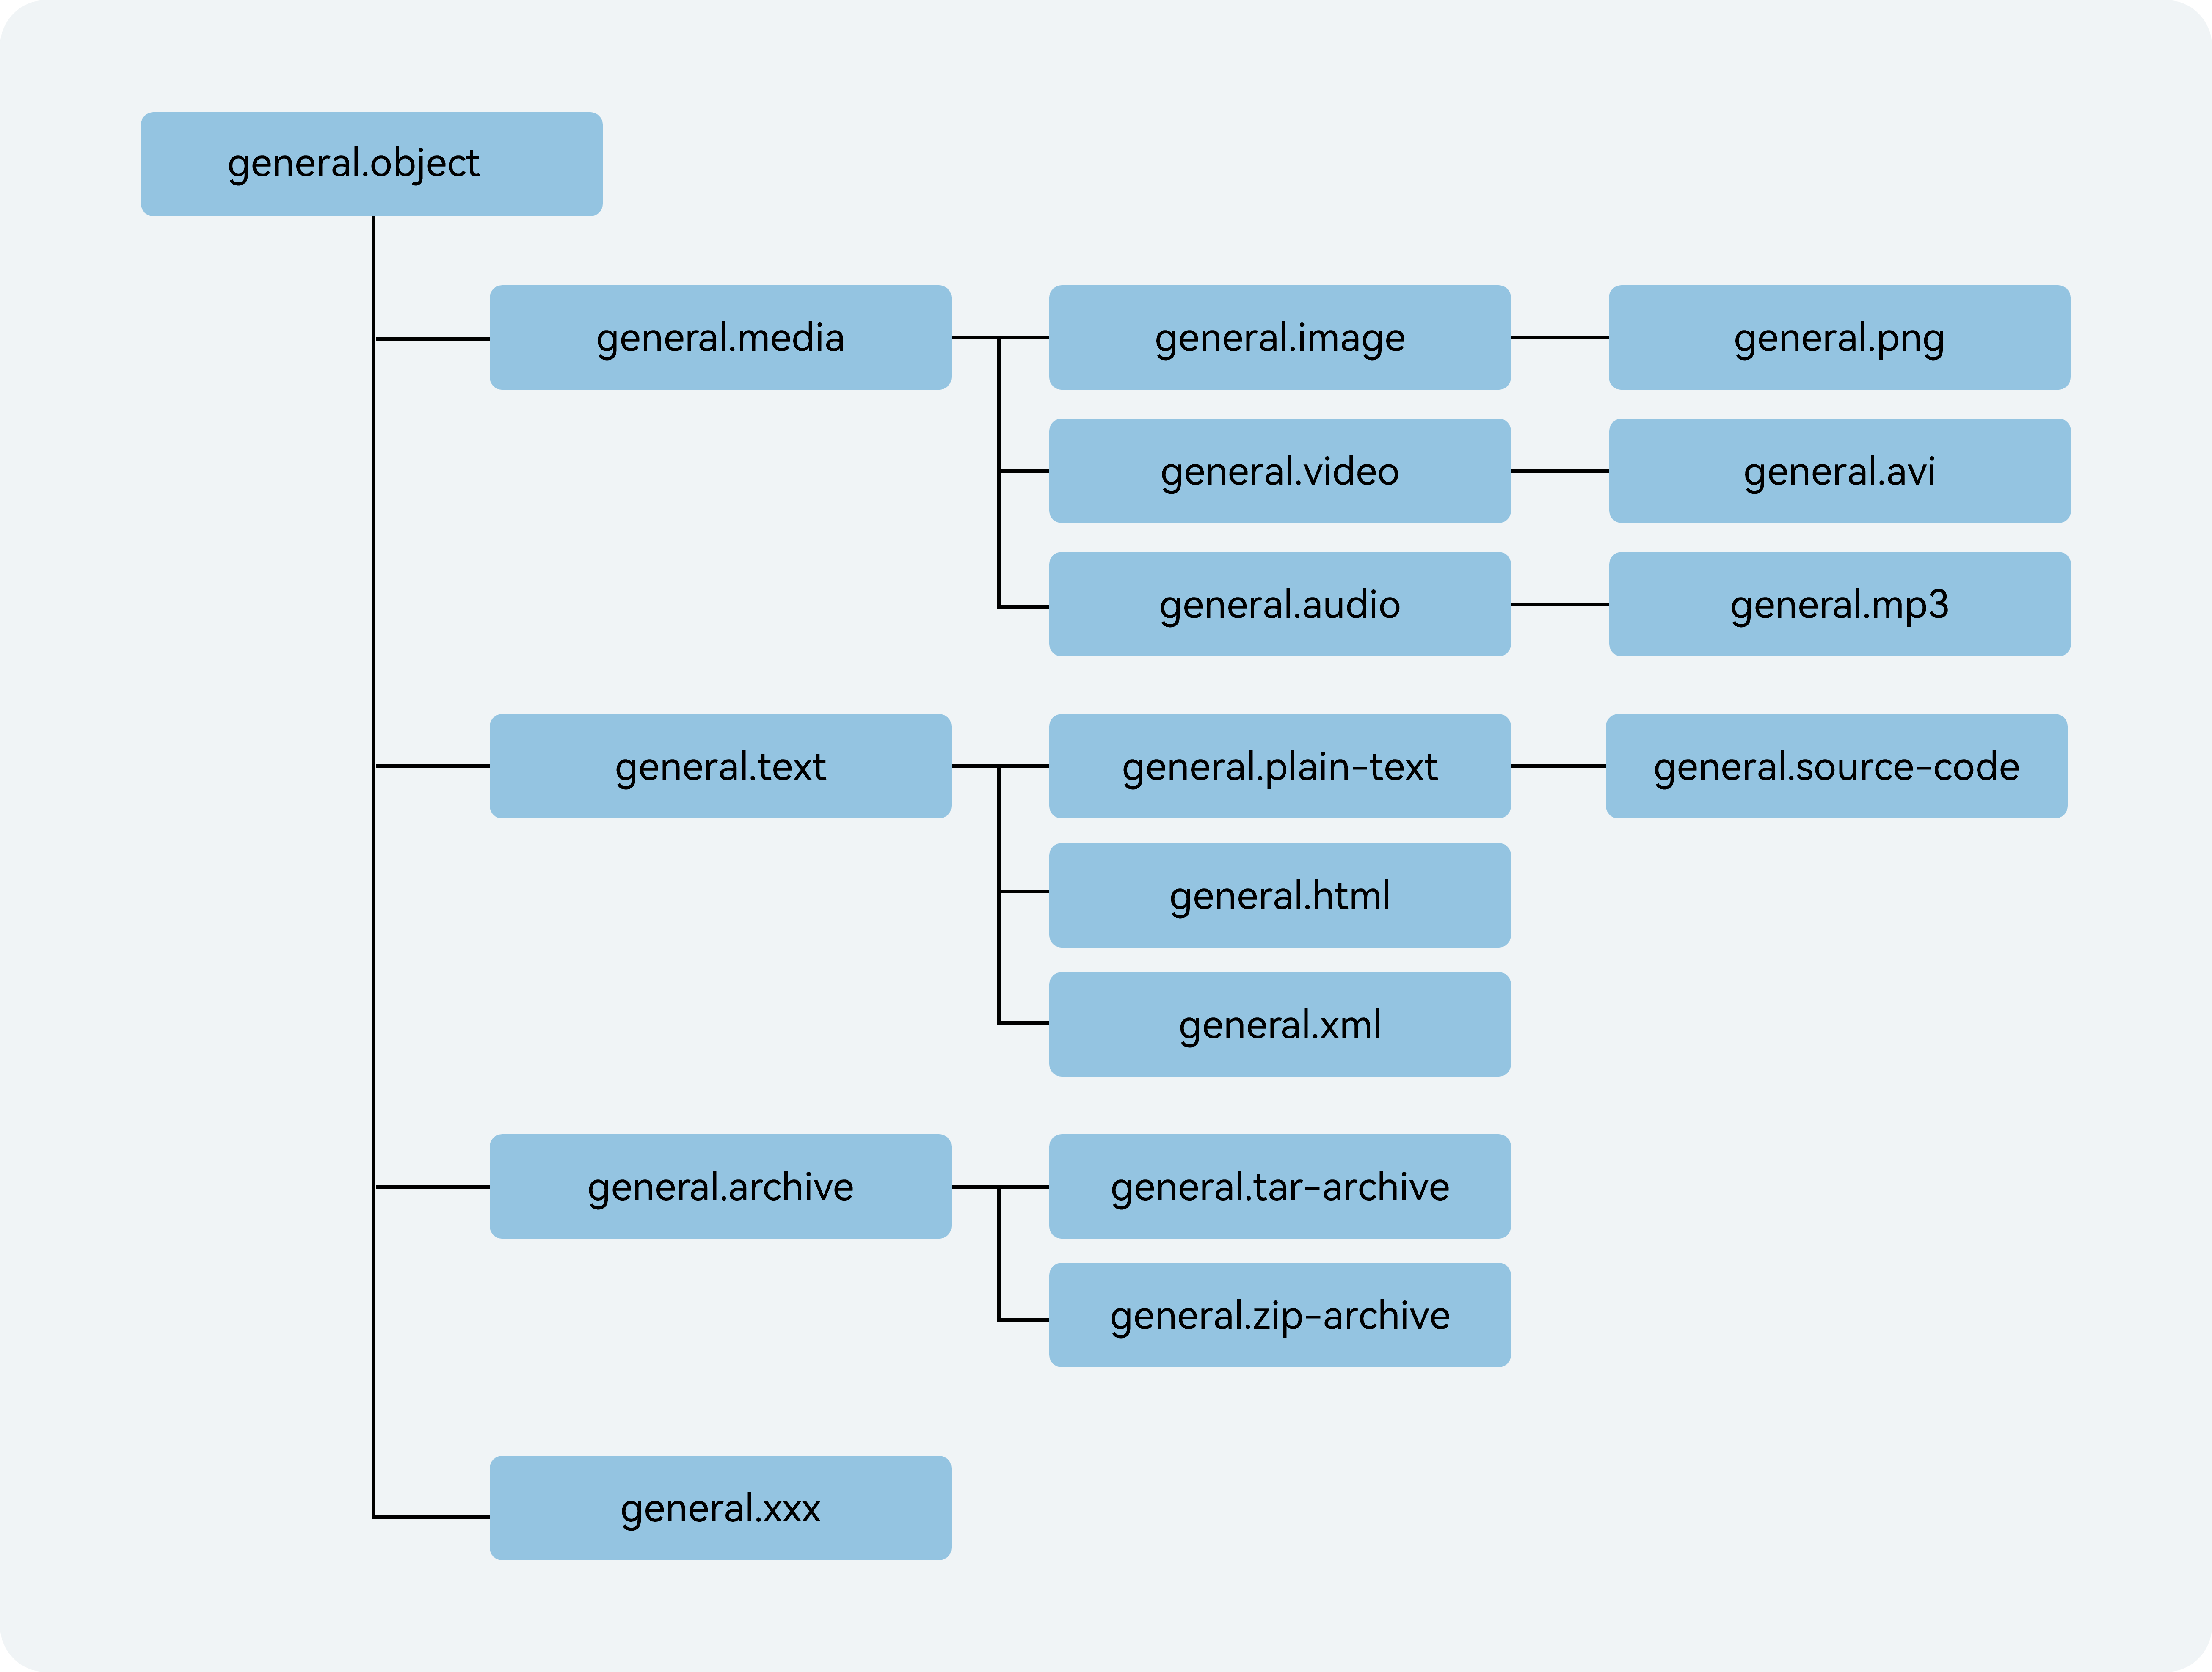 general.object
general.media
general.image
general.png
general.video
general.avi
general.audio
general.mp3
general.text
general.plain-text
general.source-code
general.html
general.xml
general.archive
general.tar-archive
general.zip-archive
general.xxx